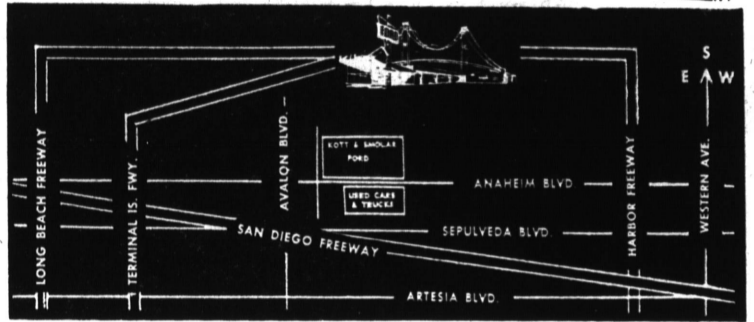 S
E W
LONG BEACH FREEWAY
TERMINAL IS. FWY.
AVALON BLVD.
KOTT & SMOLAR
FORD
USED CARS
& TRUCKS
ANAHEIM BLVD.
HARBOR FREEWAY
WESTERN AVE.
SEPULVEDA BLVD.
SAN DIEGO FREEWAY
ARTESIA BLVD.